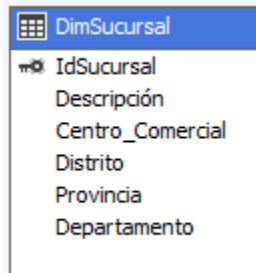 DimSucursal
IdSucursal
Descripción
Centro_Comercial
Distrito
Provincia
Departamento